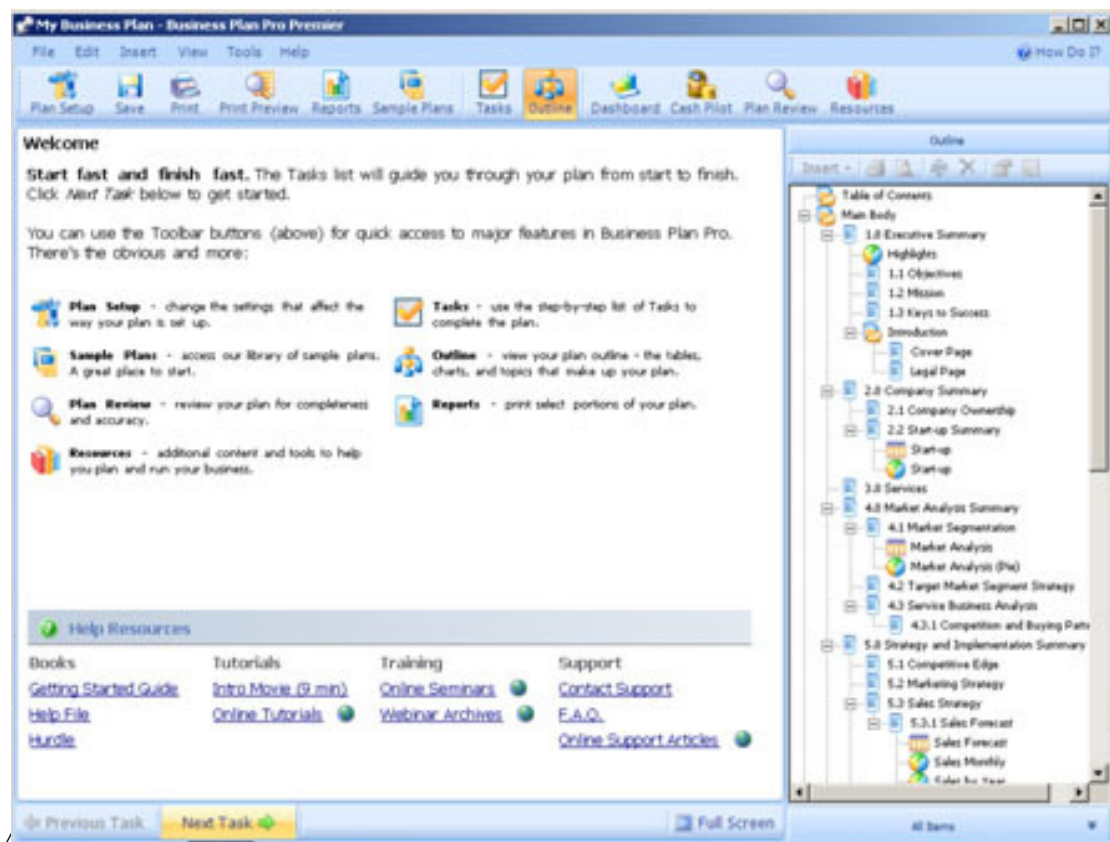 My Business Plan - Business Plan Pro Premier
File Edit Insert View Tools Help
How Do I?
Plan Setup Save Print Print Preview Reports Sample Plans Tasks Outline Dashboard Cash Pilot Plan Review Resources
Welcome
Start fast and finish fast. The Tasks list will guide you through your plan from start to finish.
Click Next Task below to get started.
You can use the Toolbar buttons (above) for quick access to major features in Business Plan Pro.
There's the obvious and more:
Plan Setup - change the settings that affect the
way your plan is set up.
Sample Plans - access our library of sample plans.
A great place to start.
Plan Review - review your plan for completeness
and accuracy.
Resources - additional content and tools to help
you plan and run your business.
Tasks - use the step-by-step list of Tasks to
complete the plan.
Outline - view your plan outline - the tables,
charts, and topics that make up your plan.
Reports - print select portions of your plan.
Help Resources
Books
Getting Started Guide
Help File
Hurdle
Tutorials
Intro Movie (9 min)
Online Tutorials
Training
Online Seminars
Webinar Archives
Support
Contact Support
F.A.Q.
Online Support Articles
Previous Task
Next Task
Full Screen
Outline
Insert
Table of Contents
Main Body
1.0 Executive Summary
Highlights
1.1 Objectives
1.2 Mission
1.3 Keys to Success
Introduction
Cover Page
Legal Page
2.0 Company Summary
2.1 Company Ownership
2.2 Start-up Summary
Start-up
Start-up
3.0 Services
4.0 Market Analysis Summary
4.1 Market Segmentation
Market Analysis
Market Analysis (Pie)
4.2 Target Market Segment Strategy
4.3 Service Business Analysis
4.3.1 Competition and Buying Patte
5.0 Strategy and Implementation Summary
5.1 Competitive Edge
5.2 Marketing Strategy
5.3 Sales Strategy
5.3.1 Sales Forecast
Sales Forecast
Sales Monthly
Sales by Year
All Items